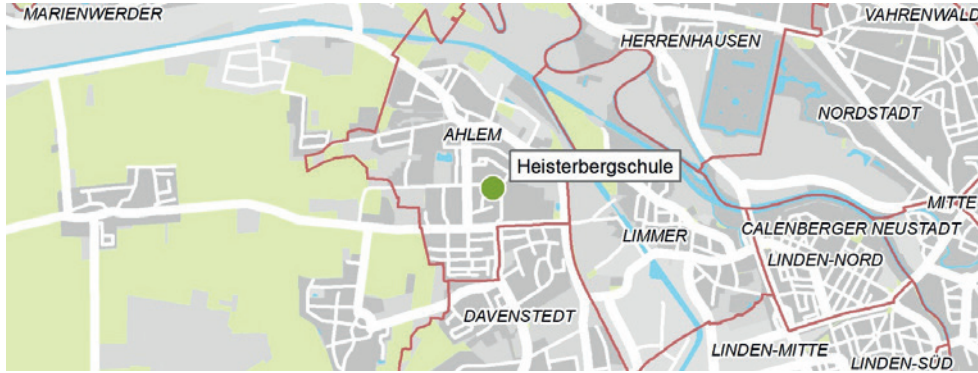 MARIENWERDER
VAHRENWALD
HERRENHAUSEN
NORDSTADT
AHLEM
Heisterbergschule
MITTE
LIMMER
CALENBERGER NEUSTADT
LINDEN-NORD
DAVENSTEDT
LINDEN-MITTE
LINDEN-SÜD